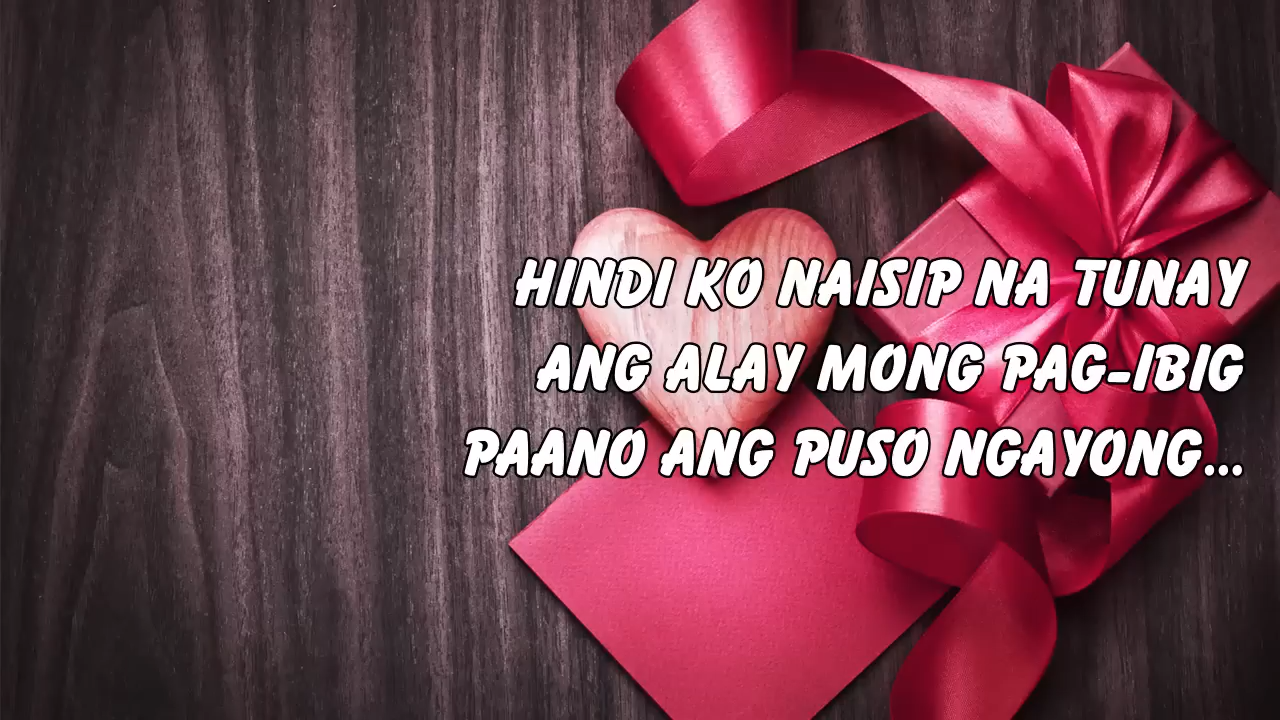 HINDI KO NAISIP NA TUNAY
ANG ALAY MONG PAG-IBIG
PAANO ANG PUSO NGAYONG...